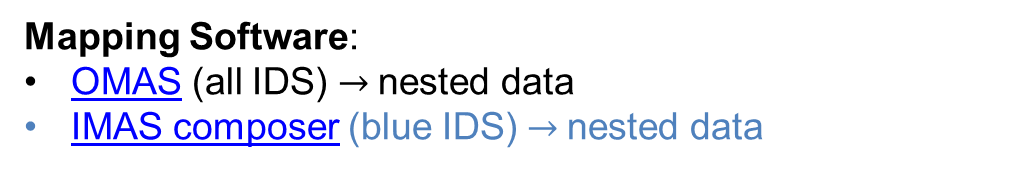 Mapping Software:
• OMAS (all IDS) → nested data
• IMAS composer (blue IDS) → nested data